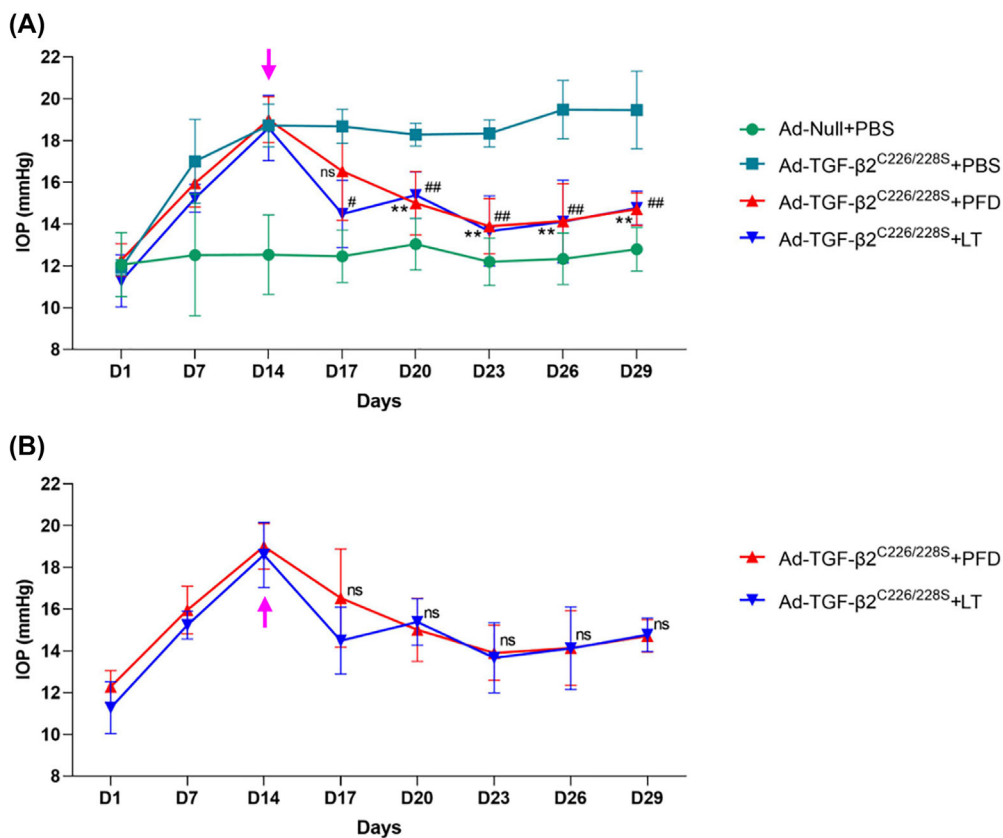 (A)
22
20
18
16
14
12
10
8
IOP (mmHg)
ns
#
**
##
**
##
**
##
**
##
D1 D7 D14 D17 D20 D23 D26 D29
Days
Ad-Null+PBS
Ad-TGF-β2C226/228S+PBS
Ad-TGF-β2C226/228S+PFD
Ad-TGF-β2C226/228S+LT
(B)
22
20
18
16
14
12
10
8
IOP (mmHg)
ns
ns
ns
ns
ns
D1 D7 D14 D17 D20 D23 D26 D29
Days
Ad-TGF-β2C226/228S+PFD
Ad-TGF-β2C226/228S+LT